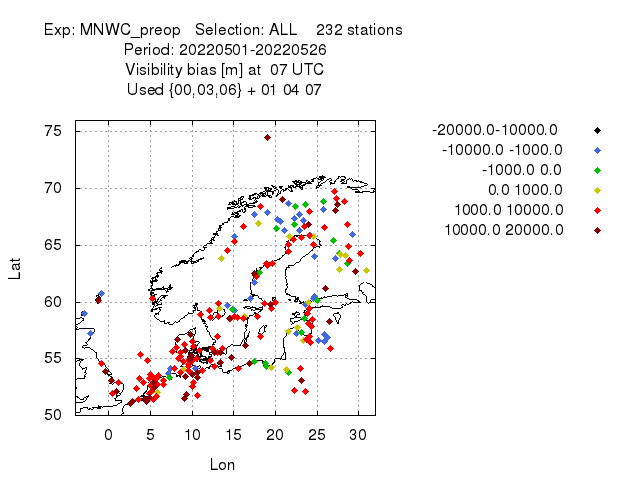 Exp: MNWC_preop Selection: ALL 232 stations
Period: 20220501-20220526
Visibility bias [m] at 07 UTC
Used {00,03,06} + 01 04 07
-20000.0-10000.0
-10000.0 -1000.0
-1000.0 0.0
0.0 1000.0
1000.0 10000.0
10000.0 20000.0
75
70
65
60
55
50
Lat
0 5 10 15 20 25 30
Lon